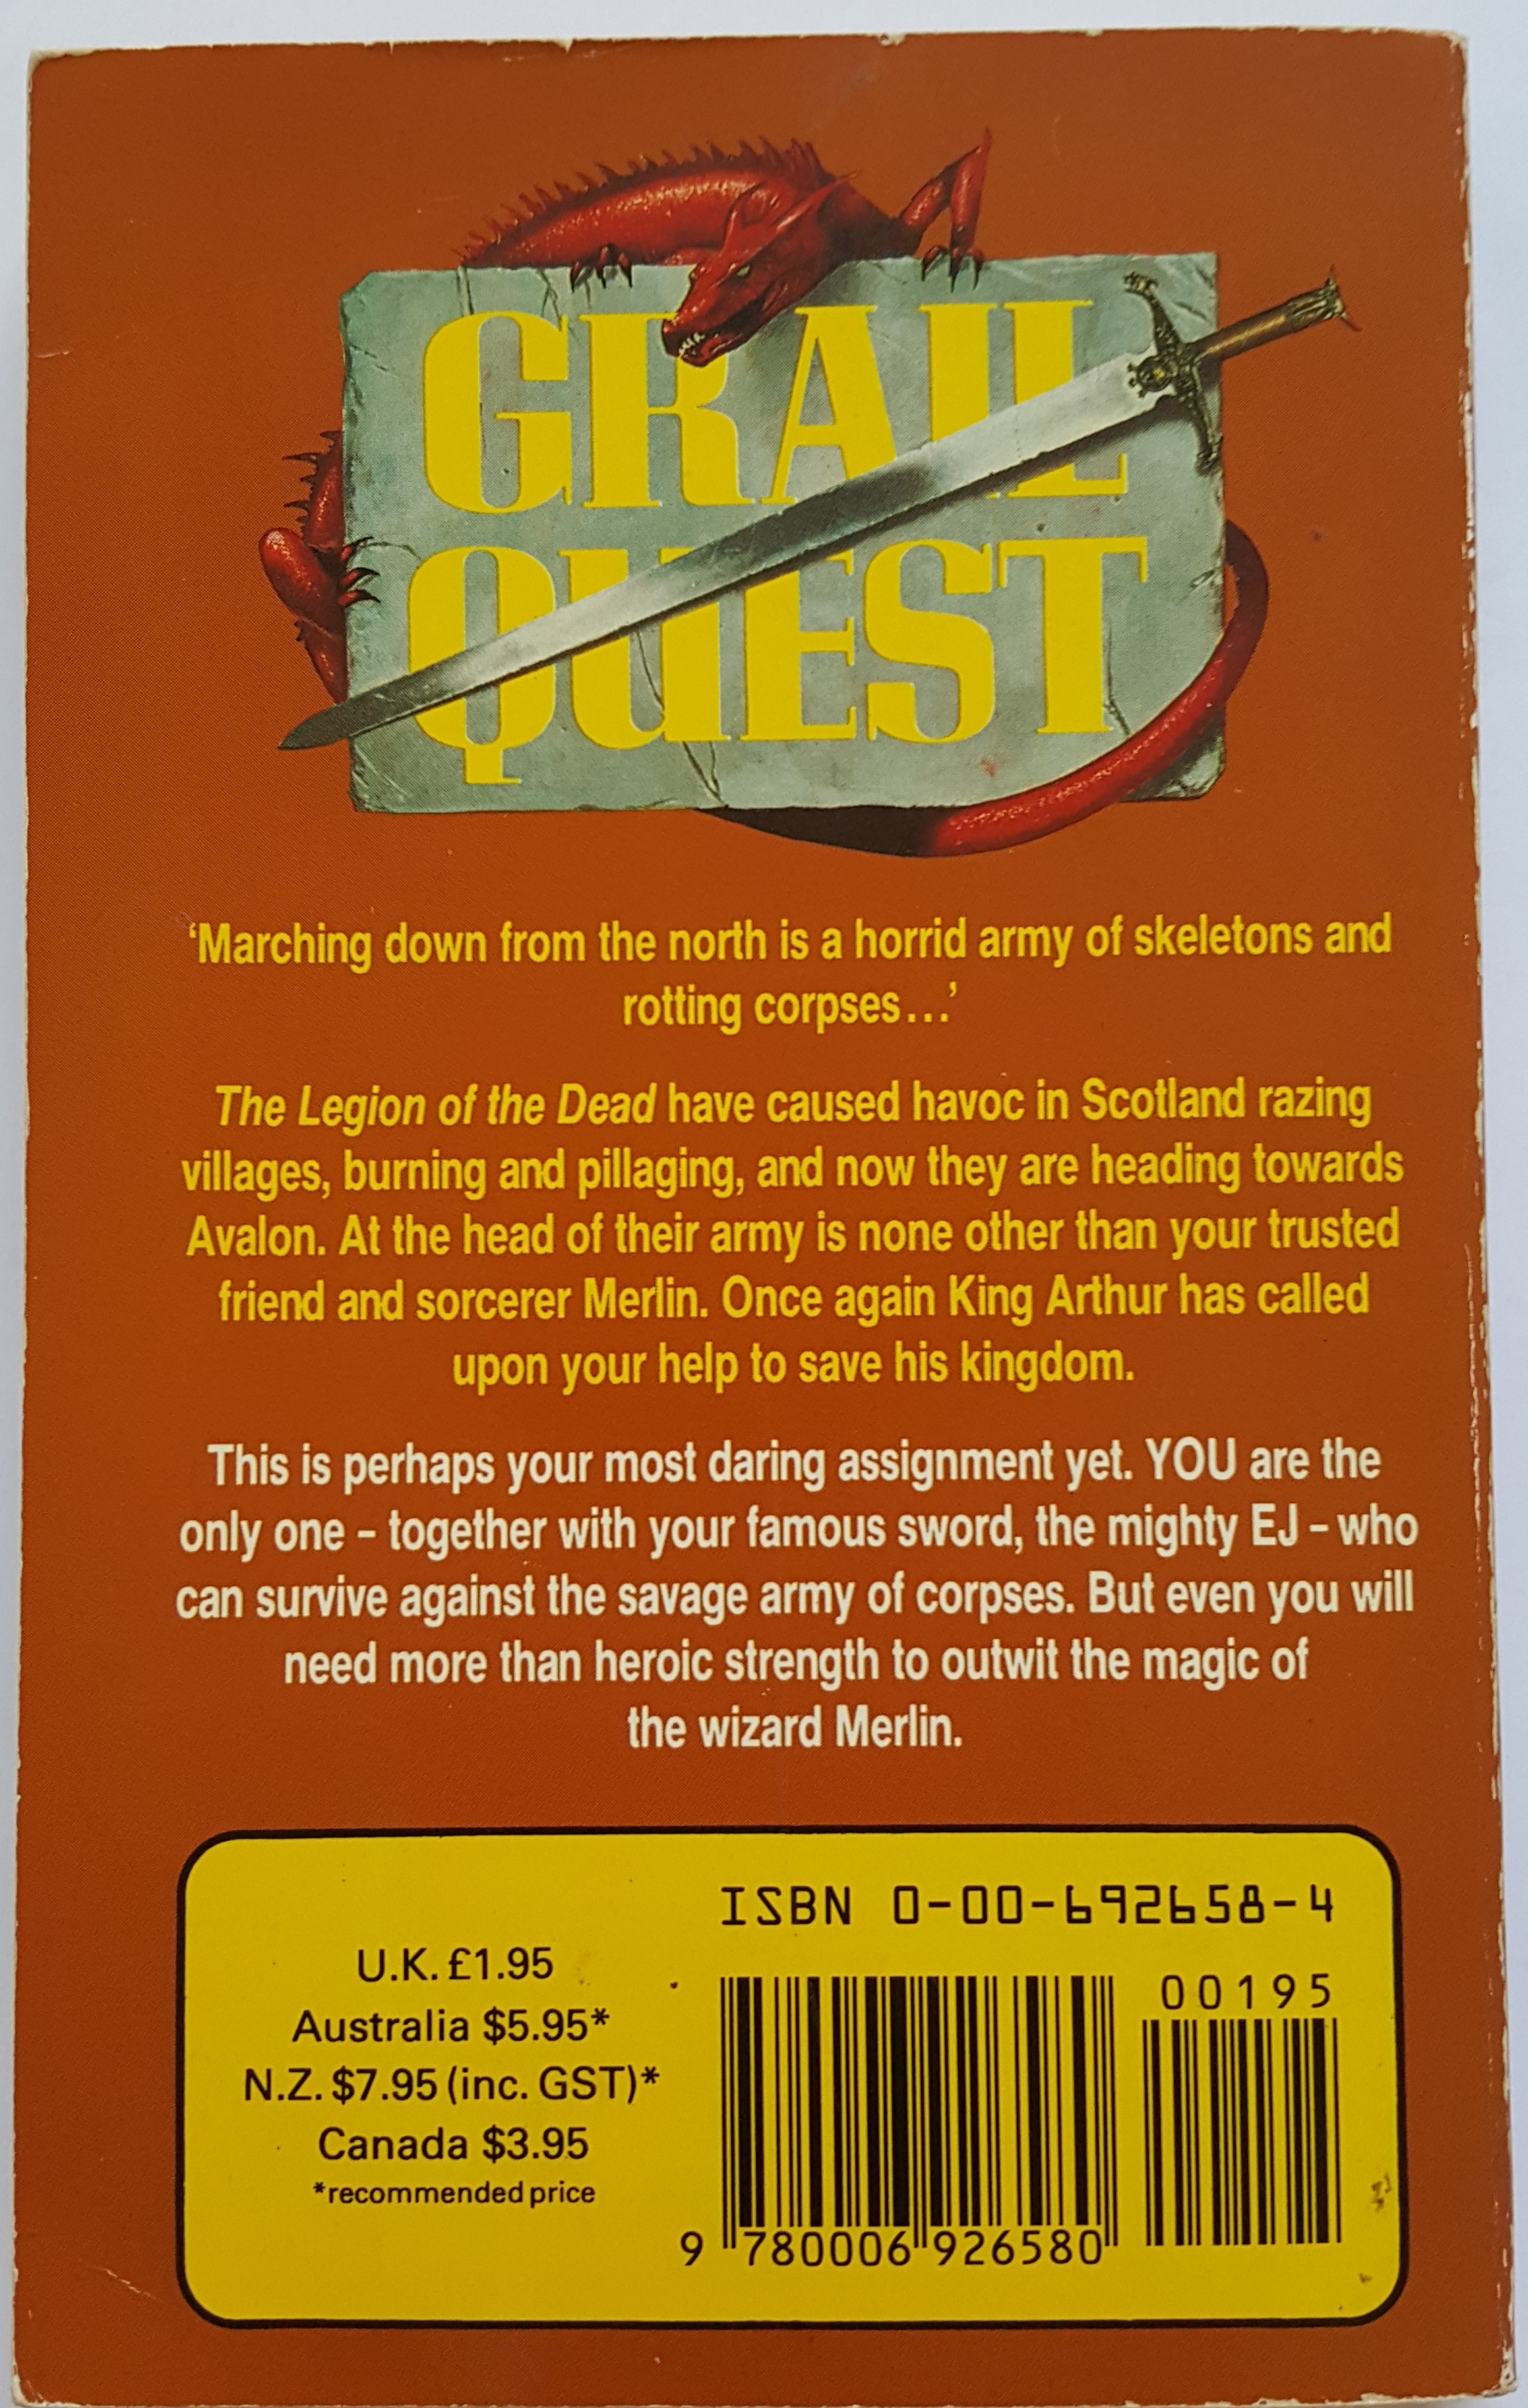 GRAIL
QUEST
‘Marching down from the north is a horrid army of skeletons and
rotting corpses...’
The Legion of the Dead have caused havoc in Scotland razing
villages, burning and pillaging, and now they are heading towards
Avalon. At the head of their army is none other than your trusted
friend and sorcerer Merlin. Once again King Arthur has called
upon your help to save his kingdom.
This is perhaps your most daring assignment yet. YOU are the
only one – together with your famous sword, the mighty EJ – who
can survive against the savage army of corpses. But even you will
need more than heroic strength to outwit the magic of
the wizard Merlin.
ISBN 0-00-692658-4
U.K. £1.95
Australia $5.95*
N.Z. $7.95 (inc. GST)*
Canada $3.95
*recommended price
00195
9 780006 926580